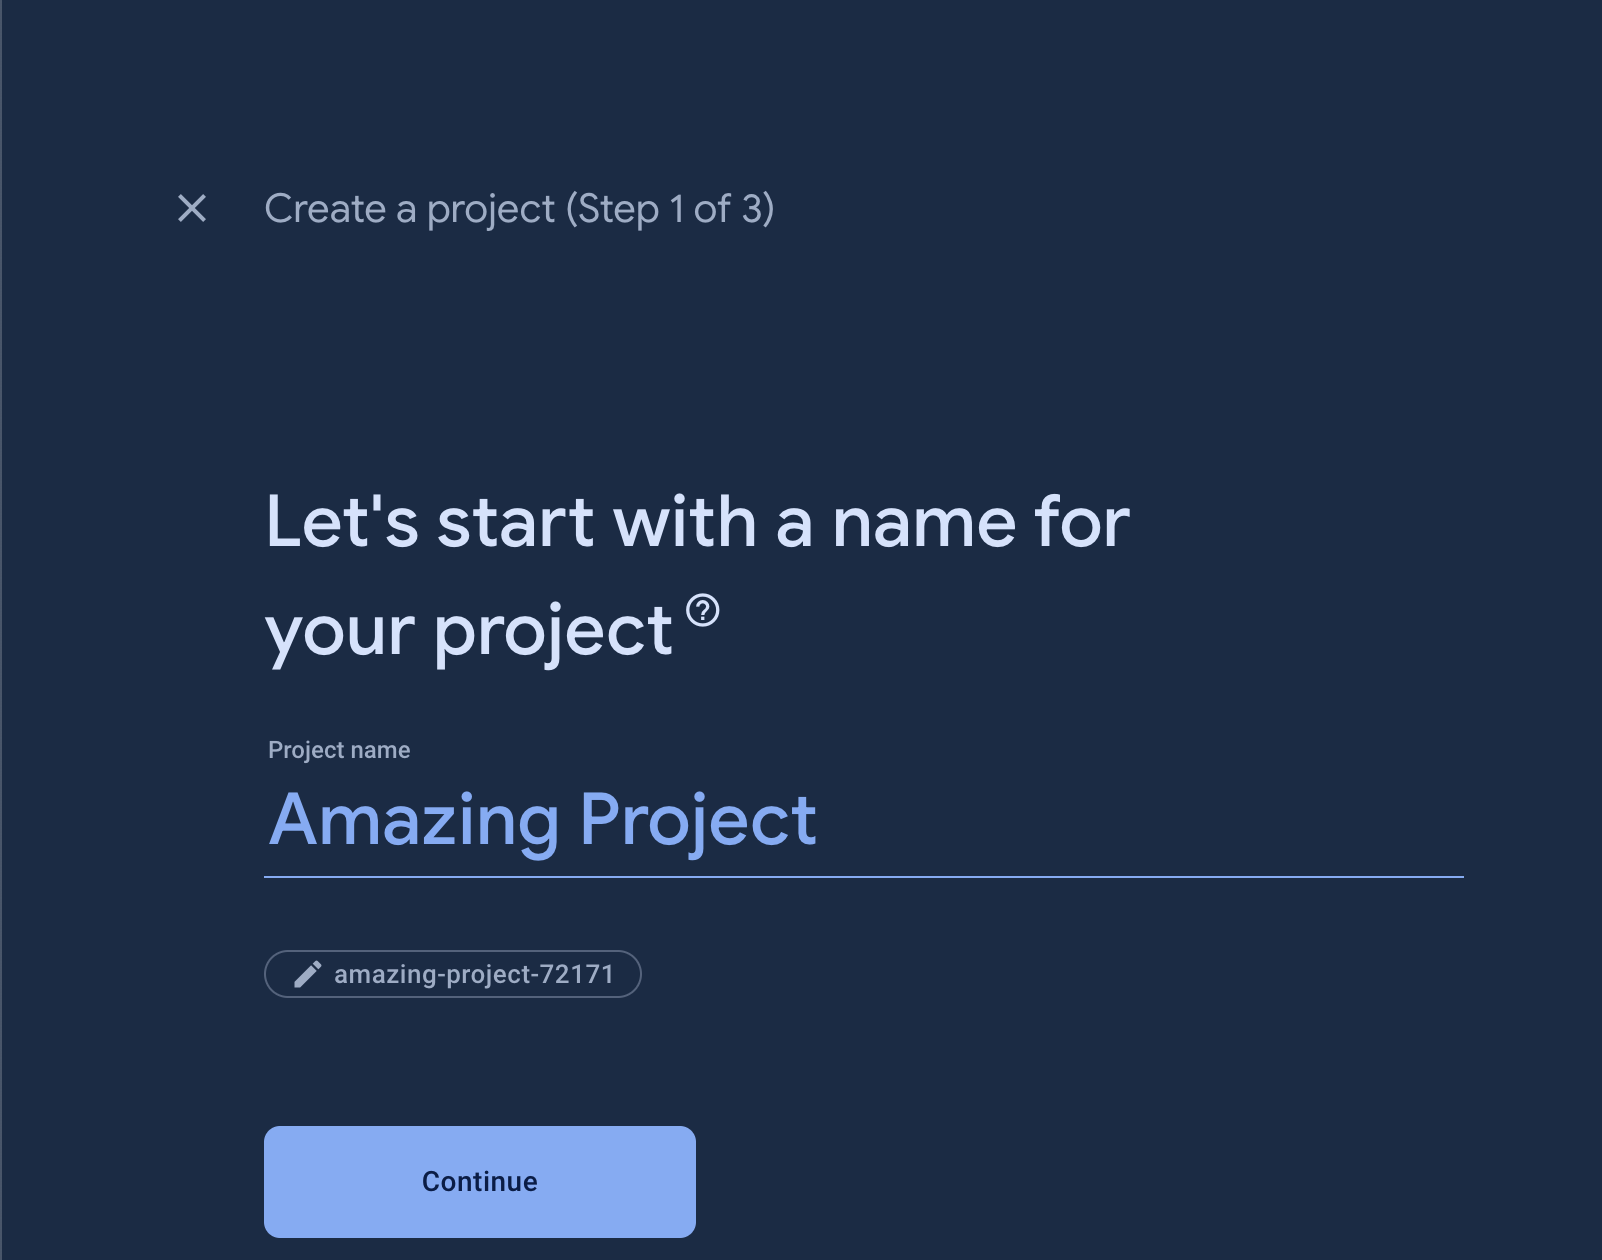 Create a project (Step 1 of 3)
Let's start with a name for
your project
Project name
Amazing Project
amazing-project-72171
Continue